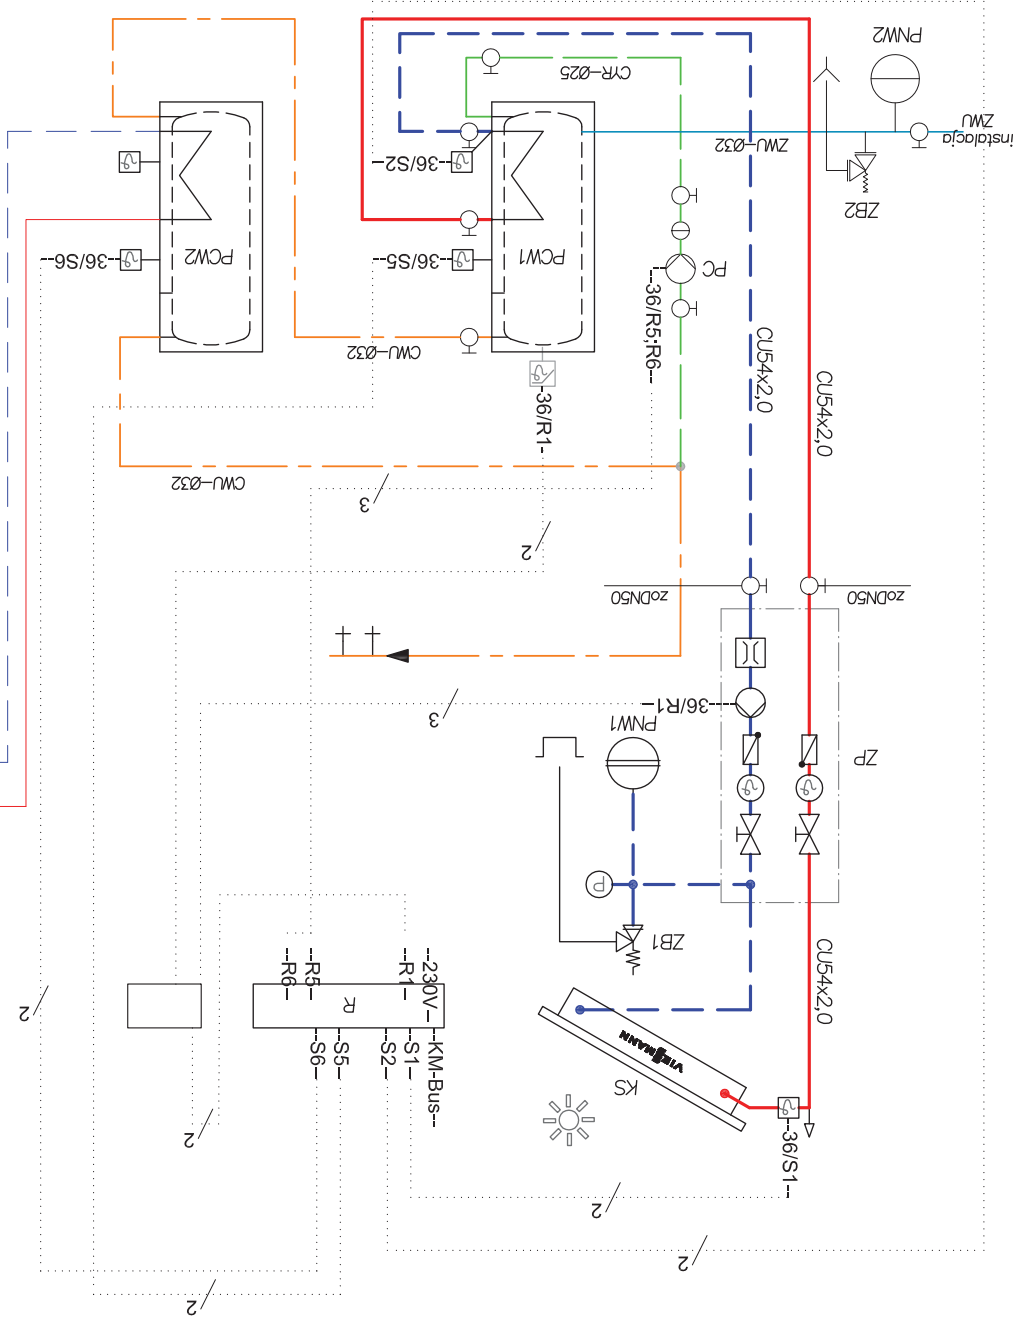 PNW2
CYR-Ø25
ZWU
instalacja
ZWU-Ø32
36/S2
ZB2
PCW2
36/S6
PCW1
36/S5
PC
36/R5;R6
CWU-Ø32
CU54x2,0
CU54x2,0
36/R1
CWU-Ø32
3
2
zoDN50
zoDN50
36/R1
3
PNW1
ZP
P
ZB1
CU54x2,0
R6
R5
R1
230V
R
2
S6
S5
S2
S1
KM-Bus
VIESMANN
KS
2
36/S1
2
2
2